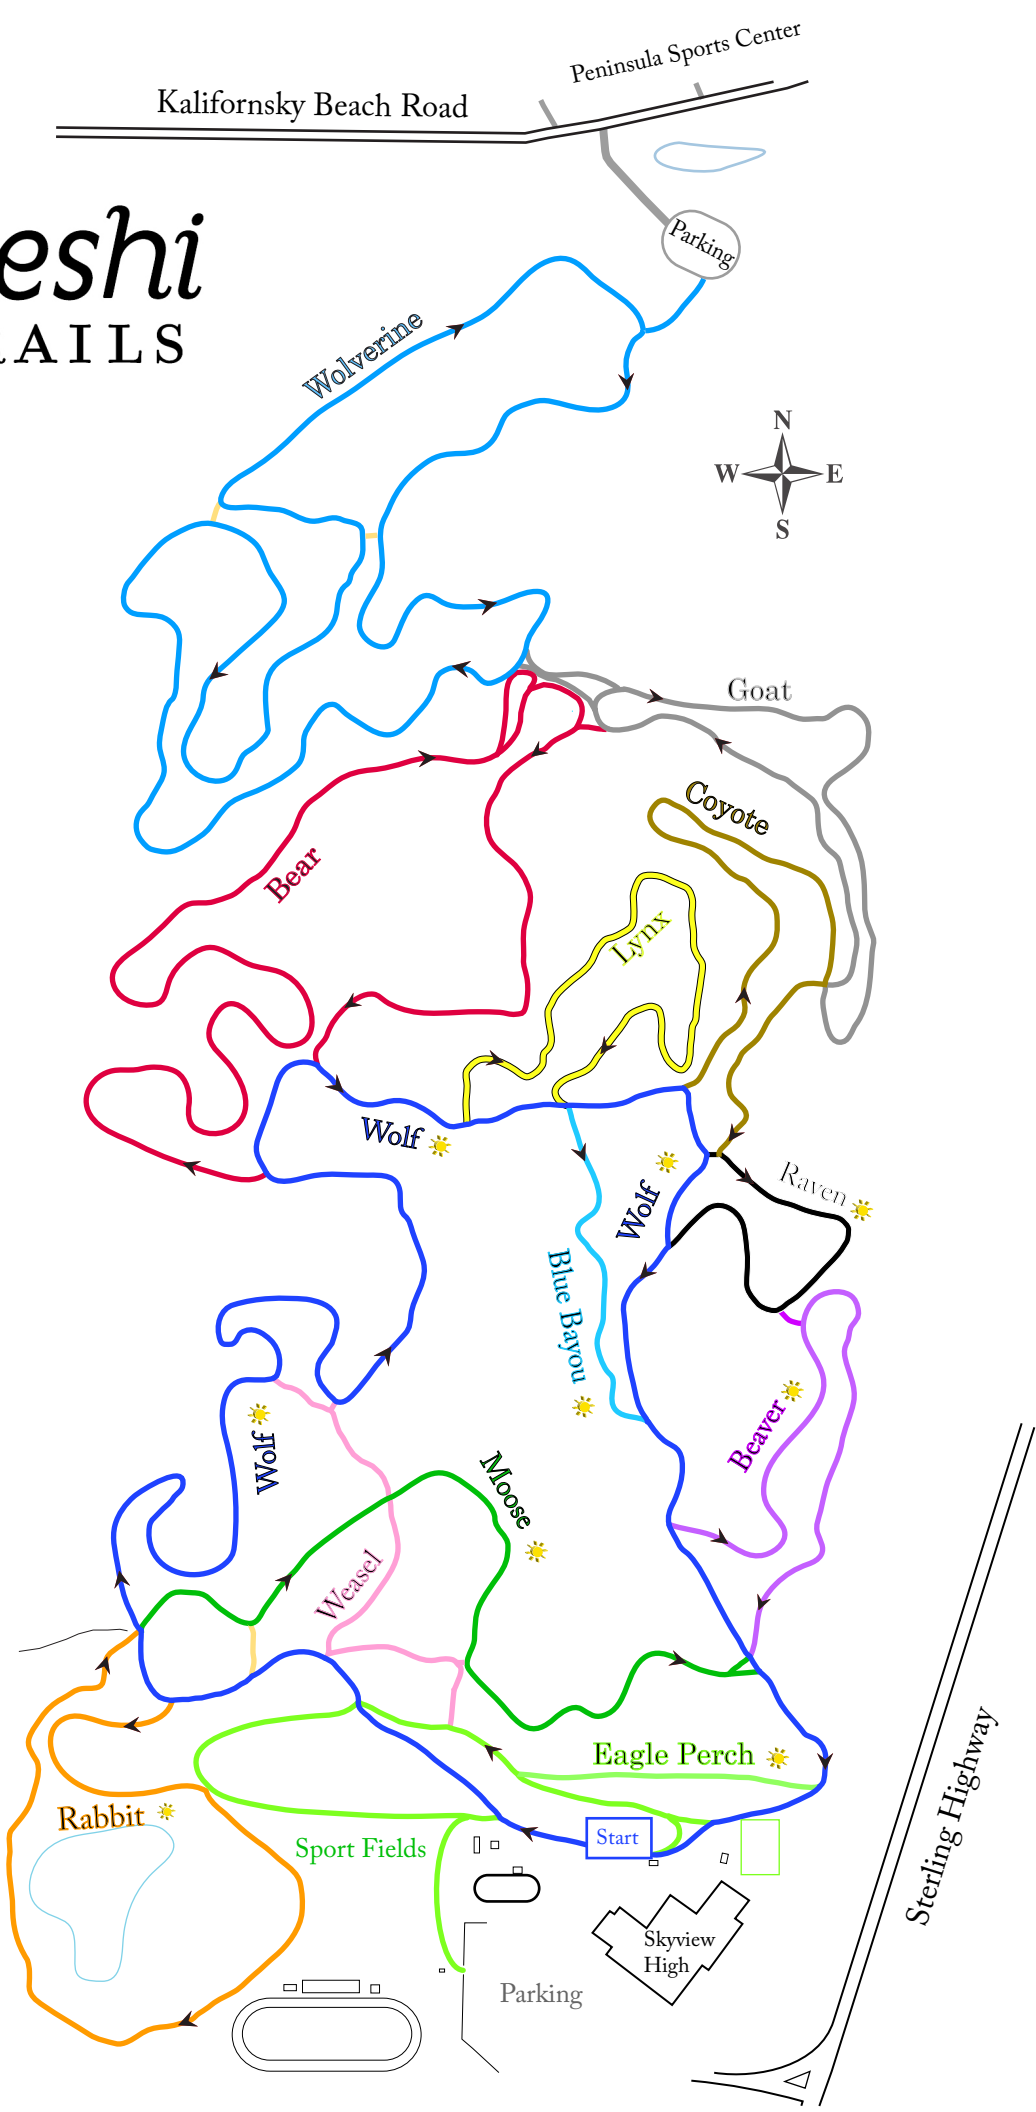 Peninsula Sports Center
Kalifornsky Beach Road
Parking
eshi
AILS
Wolverine
N
W E
S
Goat
Coyote
Bear
Lynx
Wolf
Raven
Wolf
Blue Bayou
Beaver
Wolf
Moose
Weasel
Eagle Perch
Rabbit
Start
Sport Fields
Sterling Highway
Skyview
High
Parking